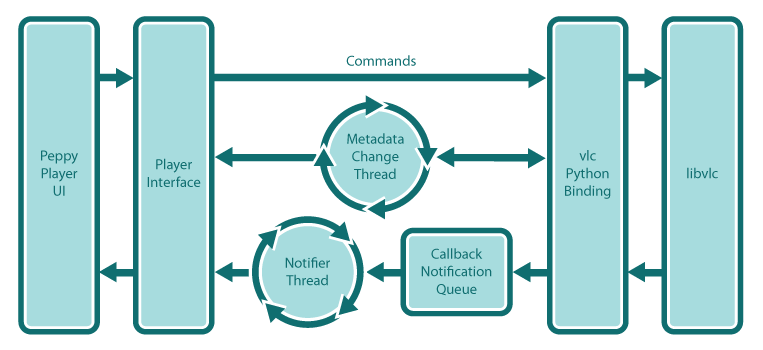 Commands
Peppy
Player
UI
Player
Interface
Metadata
Change
Thread
vlc
Python
Binding
libvlc
Notifier
Thread
Callback
Notification
Queue